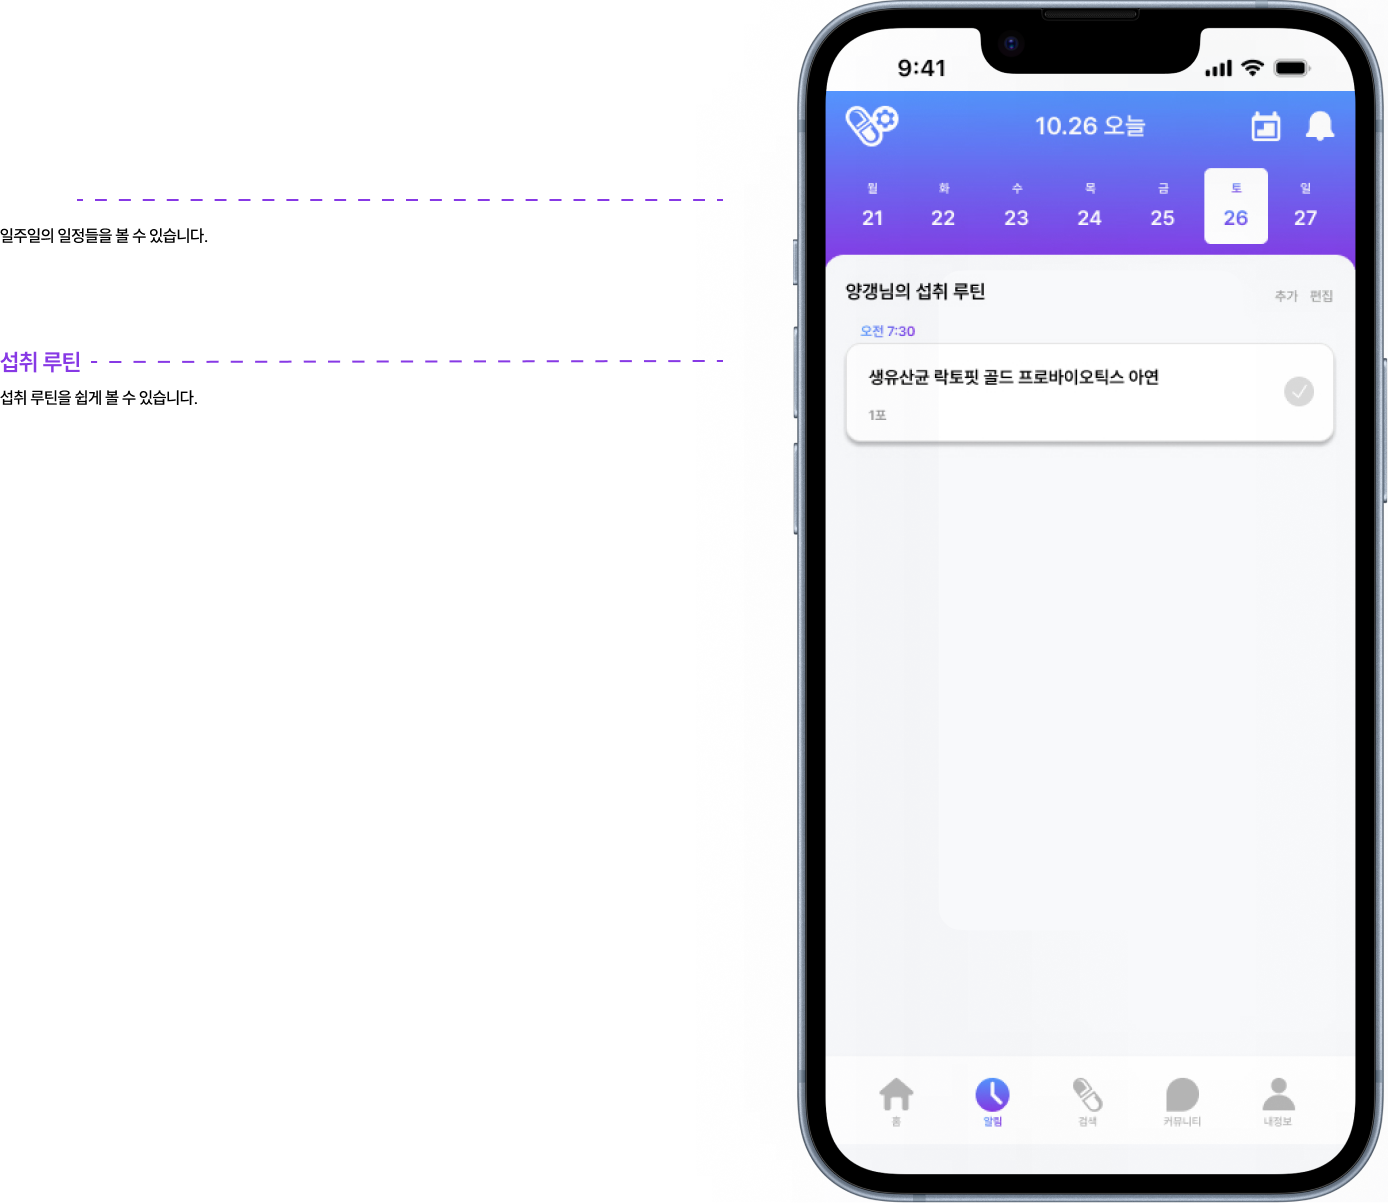 일주일의 일정들을 볼 수 있습니다.
섭취 루틴
섭취 루틴을 쉽게 볼 수 있습니다.
9:41
10.26 오늘
월 화 수 목 금 토 일
21 22 23 24 25 26 27
양갱님의 섭취 루틴
추가 편집
오전 7:30
생유산균 락토핏 골드 프로바이오틱스 아연
1포
홈 알림 검색 커뮤니티 내정보